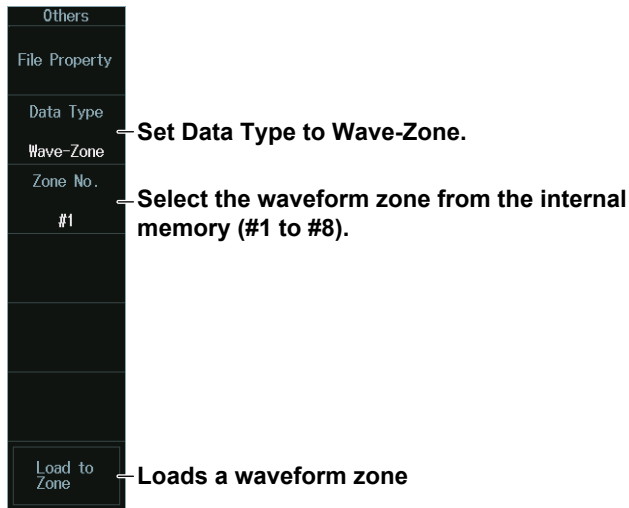 Others
File Property
Data Type
Set Data Type to Wave-Zone.
Wave-Zone
Zone No.
Select the waveform zone from the internal
memory (#1 to #8).
#1
Load to
Zone
Loads a waveform zone